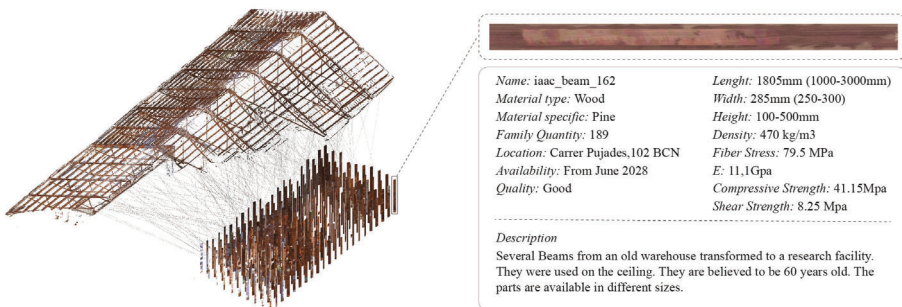 Name: iaac_beam_162
Material type: Wood
Material specific: Pine
Family Quantity: 189
Location: Carrer Pujades,102 BCN
Availability: From June 2028
Quality: Good
Lenght: 1805mm (1000-3000mm)
Width: 285mm (250-300)
Height: 100-500mm
Density: 470 kg/m3
Fiber Stress: 79.5 MPa
E: 11,1Gpa
Compressive Strength: 41.15Mpa
Shear Strength: 8.25 Mpa
Description
Several Beams from an old warehouse transformed to a research facility.
They were used on the ceiling. They are believed to be 60 years old. The
parts are available in different sizes.